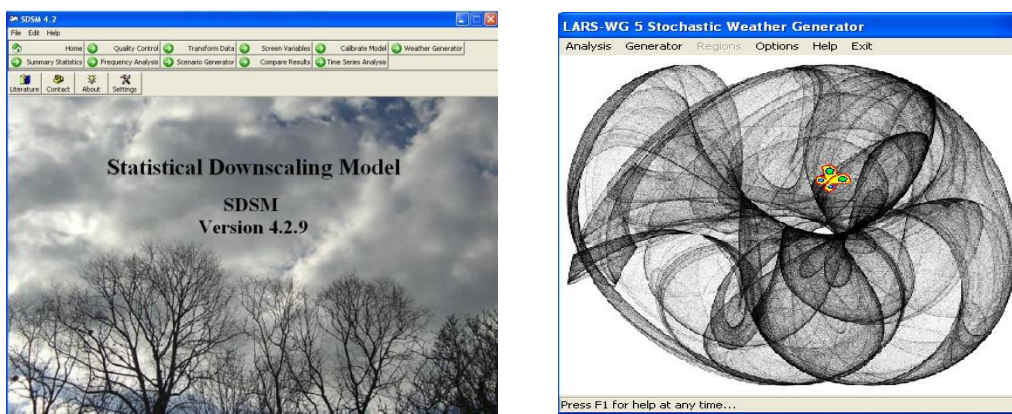 SDSM 4.2
File Edit Help
Home Quality Control Transform Data Screen Variables Calibrate Model Weather Generator
Summary Statistics Frequency Analysis Scenario Generator Compare Results Time Series Analysis
Literature Contact About Settings
Statistical Downscaling Model
SDSM
Version 4.2.9
LARS-WG 5 Stochastic Weather Generator
Analysis Generator Regions Options Help Exit
Press F1 for help at any time...